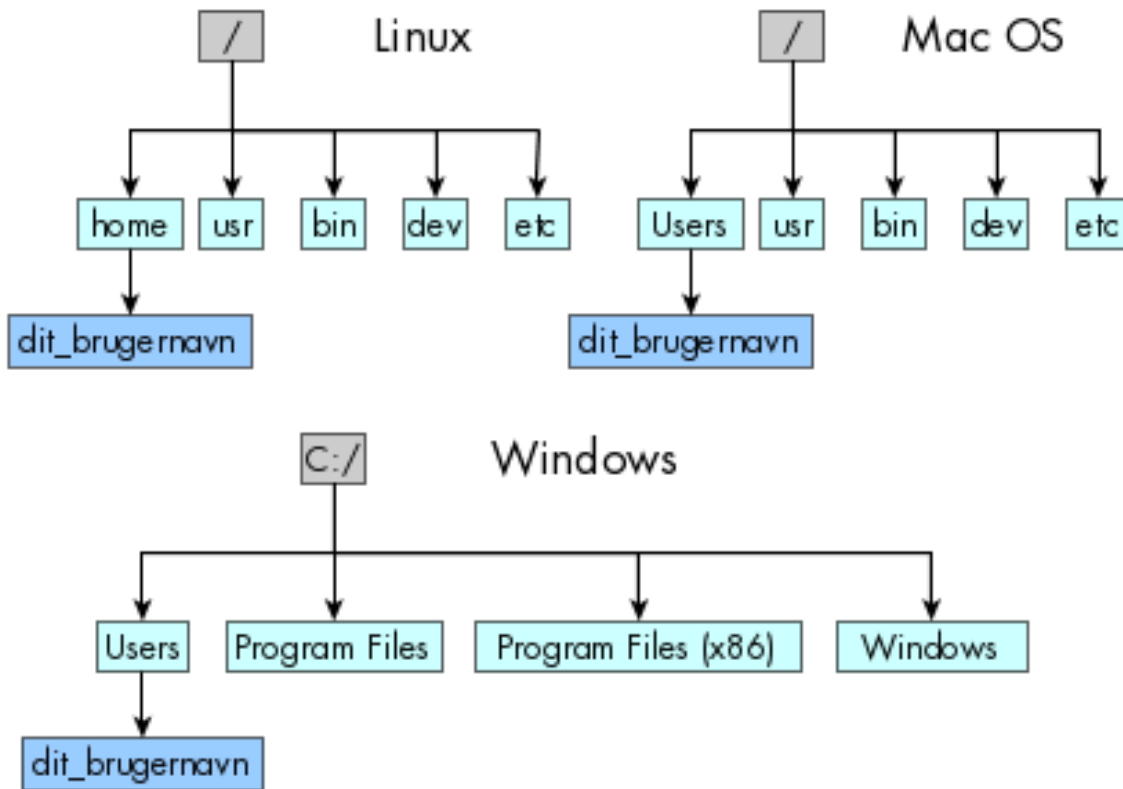 / Linux
/ Mac OS
home usr bin dev etc
Users usr bin dev etc
dit_brugernavn
dit_brugernavn
C:/ Windows
Users Program Files Program Files (x86) Windows
dit_brugernavn